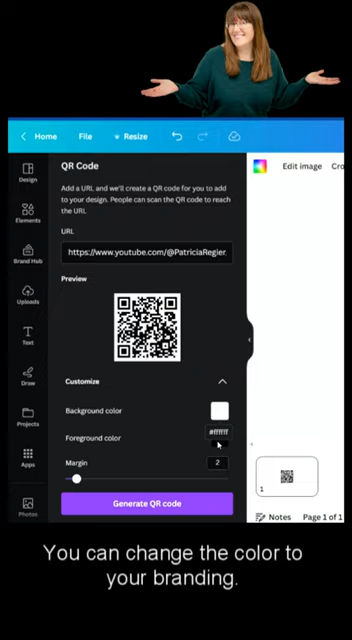 Home File Resize
QR Code
Edit image Cro
Design
Add a URL and we'll create a QR code for you to add
to your design. People can scan the QR code to reach
the URL
Elements
URL
Brand Hub
https://www.youtube.com/@PatriciaRegier
Uploads
Preview
Text
Draw
Customize
Projects
Background color
#ffffff
Foreground color
Apps
Margin 2
1
Photos
Generate QR code
Notes Page 1 of 1
You can change the color to
your branding.